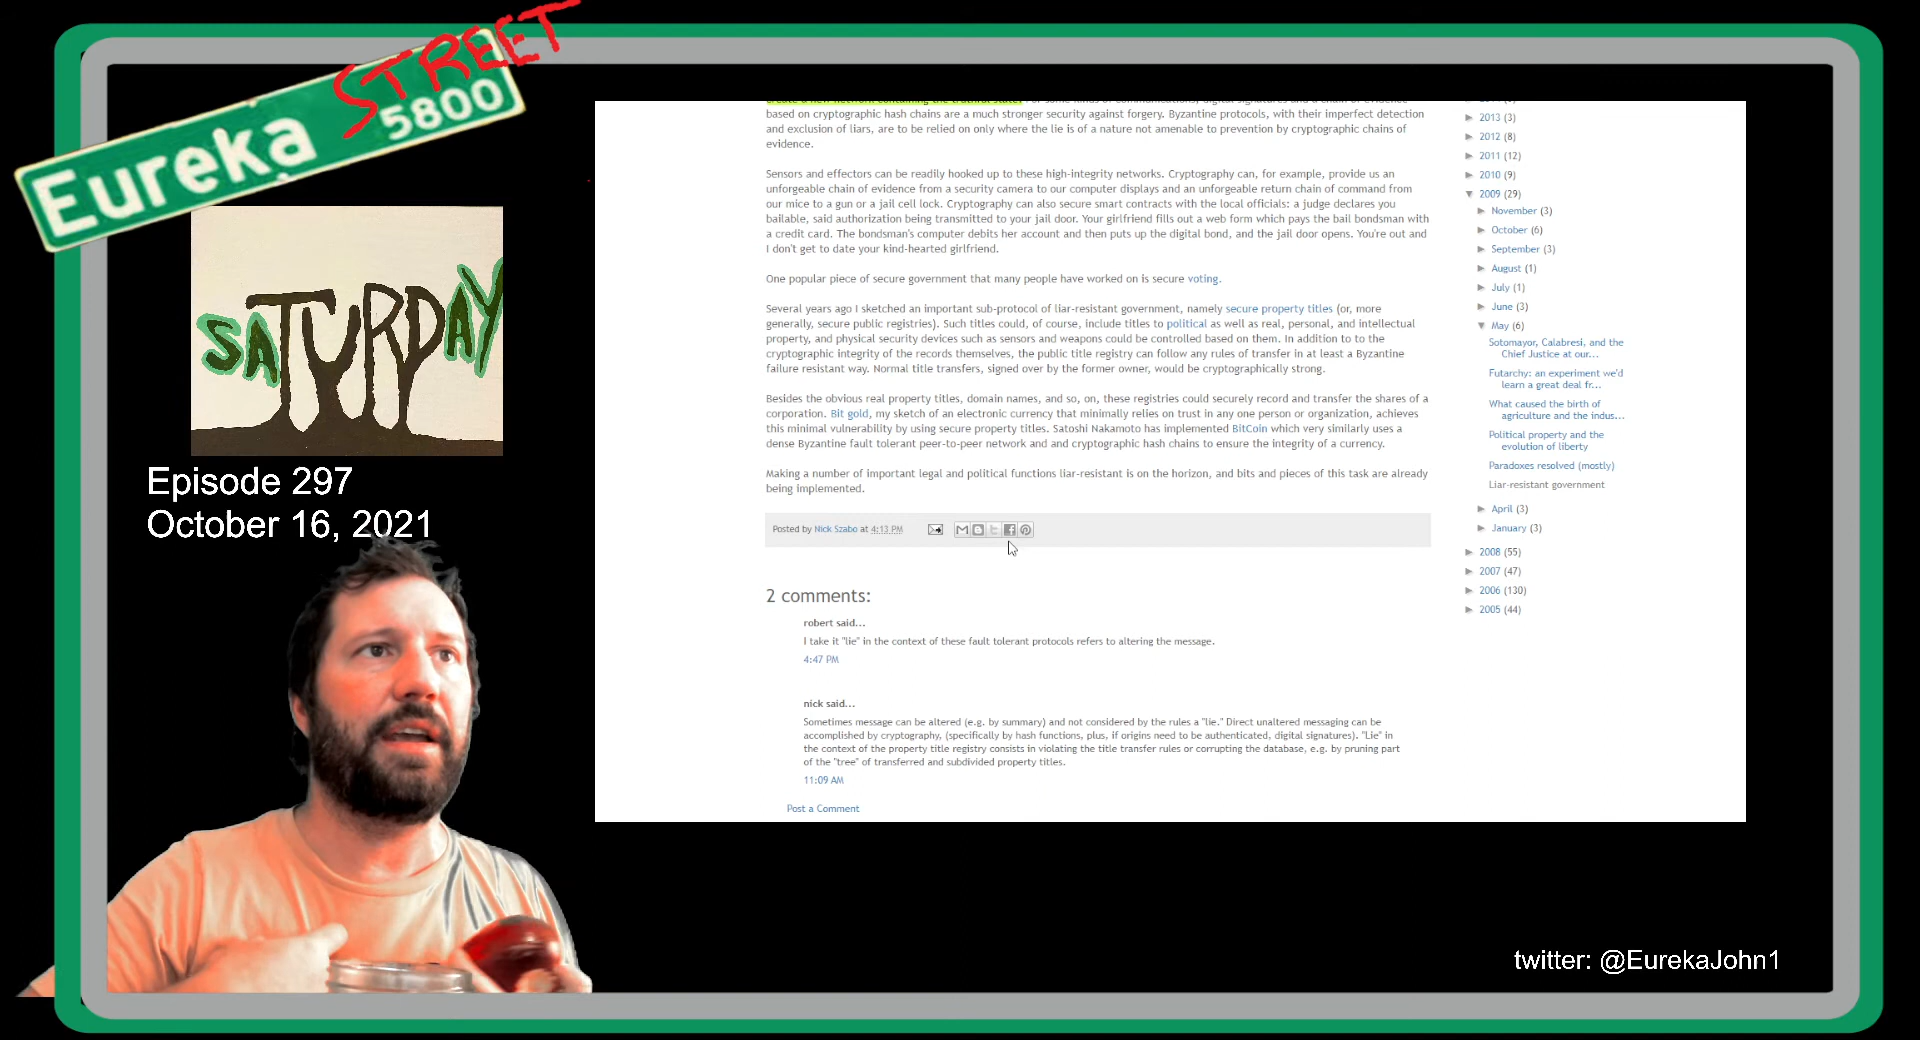 STREET
Eureka 5800
SATURDAY
Episode 297
October 16, 2021
create a new network containing the truthful state. For some kinds of communications, digital signatures and a chain of evidence
based on cryptographic hash chains are a much stronger security against forgery. Byzantine protocols, with their imperfect detection
and exclusion of liars, are to be relied on only where the lie is of a nature not amenable to prevention by cryptographic chains of
evidence.
Sensors and effectors can be readily hooked up to these high-integrity networks. Cryptography can, for example, provide us an
unforgeable chain of evidence from a security camera to our computer displays and an unforgeable return chain of command from
our mice to a gun or a jail cell lock. Cryptography can also secure smart contracts with the local officials: a judge declares you
bailable, said authorization being transmitted to your jail door. Your girlfriend fills out a web form which pays the bail bondsman with
a credit card. The bondsman's computer debits her account and then puts up the digital bond, and the jail door opens. You're out and
I don't get to date your kind-hearted girlfriend.
One popular piece of secure government that many people have worked on is secure voting.
Several years ago I sketched an important sub-protocol of liar-resistant government, namely secure property titles (or, more
generally, secure public registries). Such titles could, of course, include titles to political as well as real, personal, and intellectual
property, and physical security devices such as sensors and weapons could be controlled based on them. In addition to to the
cryptographic integrity of the records themselves, the public title registry can follow any rules of transfer in at least a Byzantine
failure resistant way. Normal title transfers, signed over by the former owner, would be cryptographically strong.
Besides the obvious real property titles, domain names, and so, on, these registries could securely record and transfer the shares of a
corporation. Bit gold, my sketch of an electronic currency that minimally relies on trust in any one person or organization, achieves
this minimal vulnerability by using secure property titles. Satoshi Nakamoto has implemented BitCoin which very similarly uses a
dense Byzantine fault tolerant peer-to-peer network and and cryptographic hash chains to ensure the integrity of a currency.
Making a number of important legal and political functions liar-resistant is on the horizon, and bits and pieces of this task are already
being implemented.
Posted by Nick Szabo at 4:13 PM
2 comments:
robert said...
I take it "lie" in the context of these fault tolerant protocols refers to altering the message.
4:47 PM
nick said...
Sometimes message can be altered (e.g. by summary) and not considered by the rules a "lie." Direct unaltered messaging can be
accomplished by cryptography, (specifically by hash functions, plus, if origins need to be authenticated, digital signatures). "Lie" in
the context of the property title registry consists in violating the title transfer rules or corrupting the database, e.g. by pruning part
of the "tree" of transferred and subdivided property titles.
11:09 AM
Post a Comment
2013 (3)
2012 (8)
2011 (12)
2010 (9)
2009 (29)
November (3)
October (6)
September (3)
August (1)
July (1)
June (3)
May (6)
Sotomayor, Calabresi, and the
Chief Justice at our...
Futarchy: an experiment we'd
learn a great deal fr...
What caused the birth of
agriculture and the indus...
Political property and the
evolution of liberty
Paradoxes resolved (mostly)
Liar-resistant government
April (3)
January (3)
2008 (55)
2007 (47)
2006 (130)
2005 (44)
twitter: @EurekaJohn1